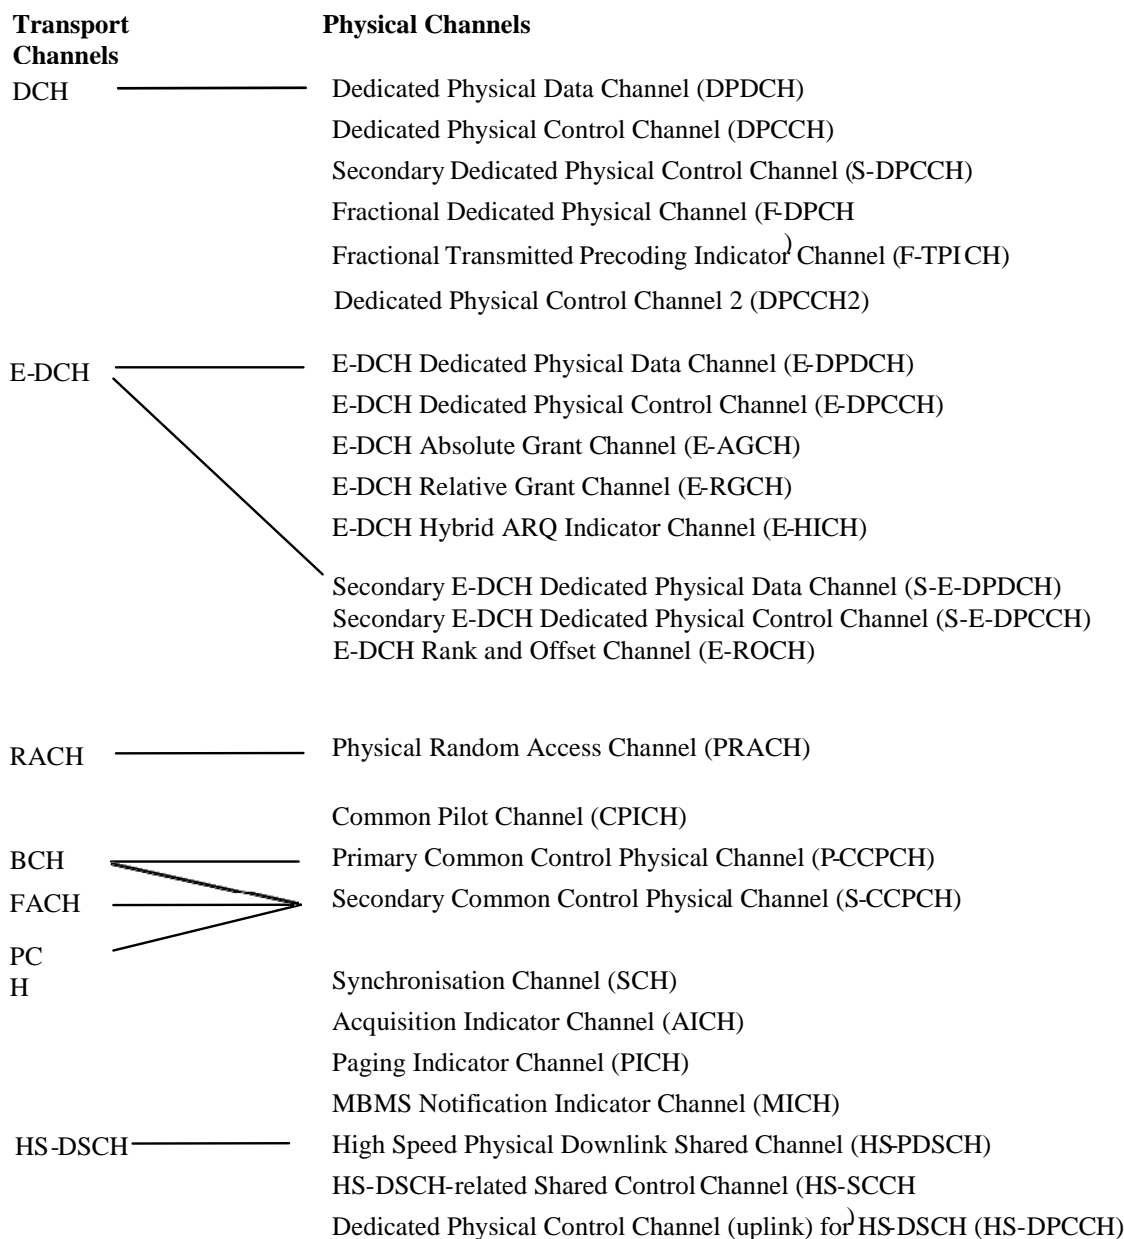 Transport Channels
Physical Channels
DCH
Dedicated Physical Data Channel (DPDCH)
Dedicated Physical Control Channel (DPCCH)
Secondary Dedicated Physical Control Channel (S-DPCCH)
Fractional Dedicated Physical Channel (F-DPCH)
Fractional Transmitted Precoding Indicator Channel (F-TPICH)
Dedicated Physical Control Channel 2 (DPCCH2)
E-DCH
E-DCH Dedicated Physical Data Channel (E-DPDCH)
E-DCH Dedicated Physical Control Channel (E-DPCCH)
E-DCH Absolute Grant Channel (E-AGCH)
E-DCH Relative Grant Channel (E-RGCH)
E-DCH Hybrid ARQ Indicator Channel (E-HICH)
Secondary E-DCH Dedicated Physical Data Channel (S-E-DPDCH)
Secondary E-DCH Dedicated Physical Control Channel (S-E-DPCCH)
E-DCH Rank and Offset Channel (E-ROCH)
RACH
Physical Random Access Channel (PRACH)
Common Pilot Channel (CPICH)
BCH
Primary Common Control Physical Channel (P-CCPCH)
FACH
Secondary Common Control Physical Channel (S-CCPCH)
PC
H
Synchronisation Channel (SCH)
Acquisition Indicator Channel (AICH)
Paging Indicator Channel (PICH)
MBMS Notification Indicator Channel (MICH)
HS-DSCH
High Speed Physical Downlink Shared Channel (HS-PDSCH)
HS-DSCH-related Shared Control Channel (HS-SCCH)
Dedicated Physical Control Channel (uplink) for HS-DSCH (HS-DPCCH)